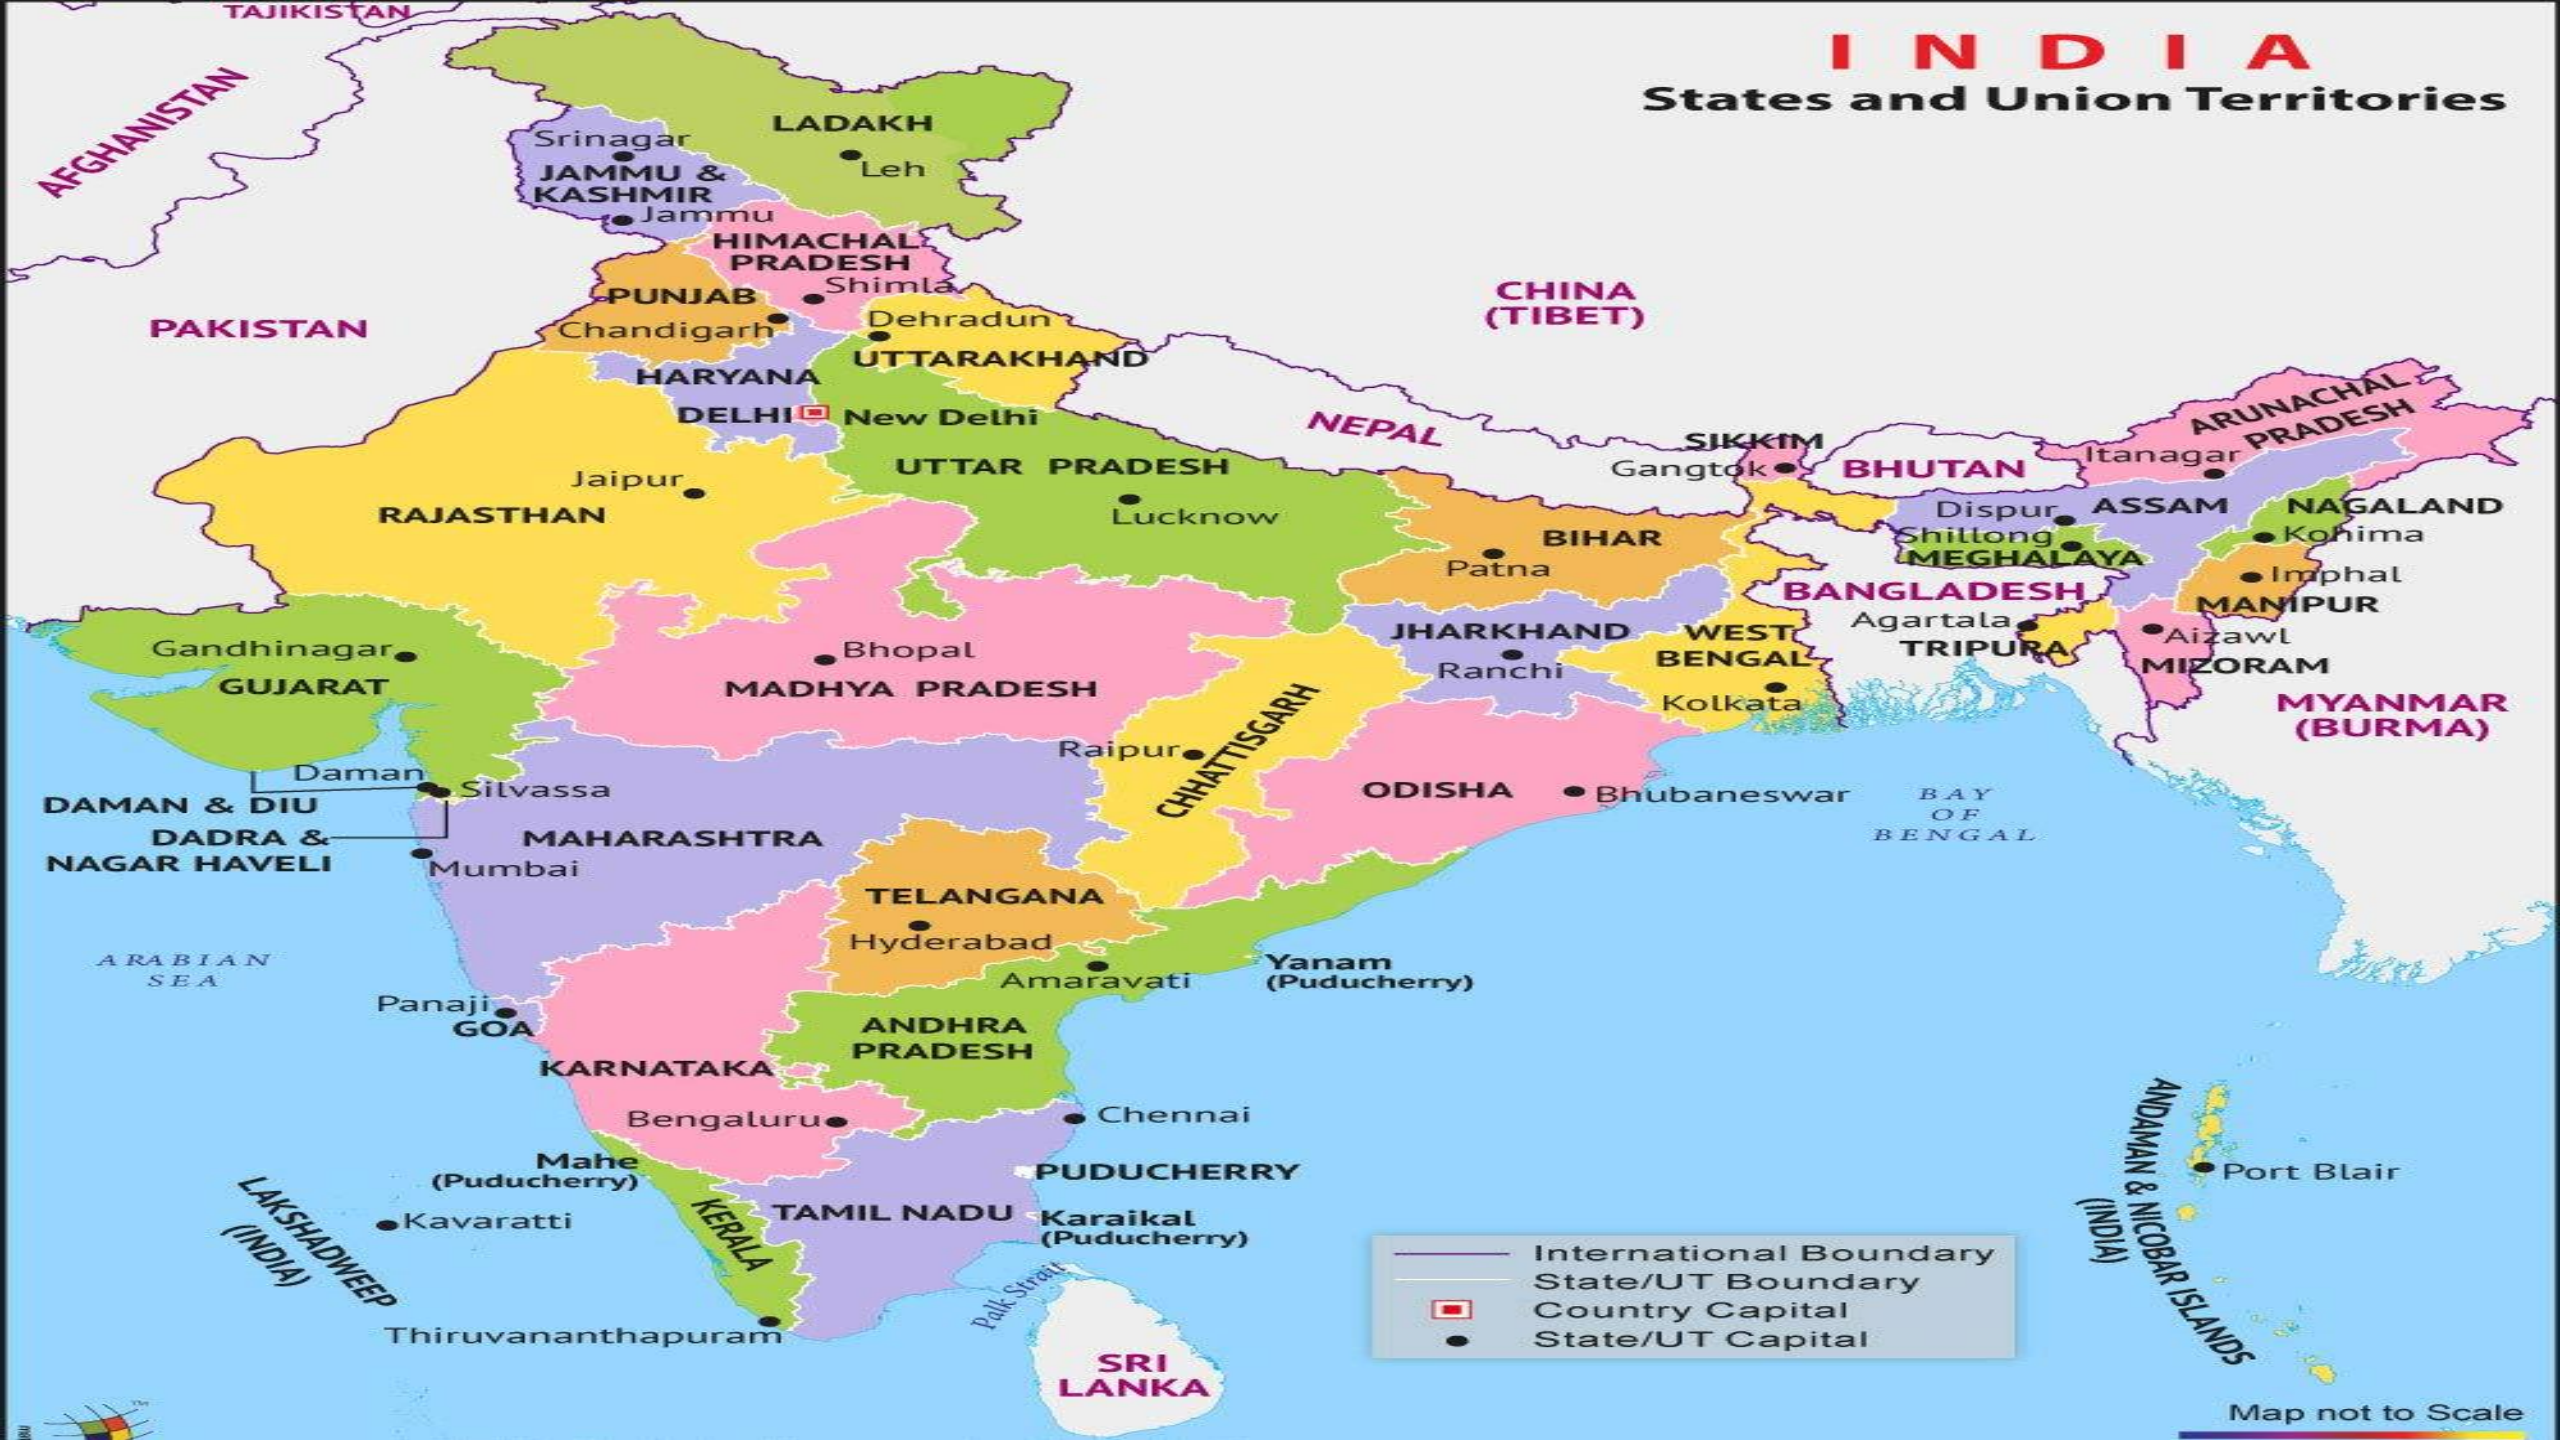 TAJIKISTAN
INDIA
States and Union Territories
AFGHANISTAN
LADAKH
Leh
Srinagar
JAMMU &
KASHMIR
Jammu
HIMACHAL
PRADESH
Shimla
PUNJAB
Chandigarh
PAKISTAN
CHINA
(TIBET)
Dehradun
UTTARAKHAND
HARYANA
DELHI
New Delhi
NEPAL
ARUNACHAL
PRADESH
SIKKIM
Gangtok
BHUTAN
Itanagar
UTTAR PRADESH
Lucknow
Jaipur
RAJASTHAN
BIHAR
Patna
Dispur
ASSAM
NAGALAND
Kohima
Shillong
MEGHALAYA
Imphal
MANIPUR
BANGLADESH
Agartala
TRIPURA
Aizawl
MIZORAM
MYANMAR
(BURMA)
Gandhinagar
GUJARAT
Bhopal
MADHYA PRADESH
JHARKHAND
Ranchi
WEST
BENGAL
Kolkata
CHHATTISGARH
Raipur
ODISHA
Bhubaneswar
BAY
OF
BENGAL
Daman
Silvassa
DAMAN & DIU
DADRA &
NAGAR HAVELI
MAHARASHTRA
Mumbai
TELANGANA
Hyderabad
Amaravati
Yanam
(Puducherry)
ARABIAN
SEA
Panaji
GOA
ANDHRA
PRADESH
KARNATAKA
Bengaluru
Chennai
Mahe
(Puducherry)
PUDUCHERRY
KERALA
TAMIL NADU
Karaikal
(Puducherry)
LAKSHADWEEP
(INDIA)
Kavaratti
Thiruvananthapuram
Palk Strait
SRI
LANKA
ANDAMAN & NICOBAR ISLANDS
(INDIA)
Port Blair
International Boundary
State/UT Boundary
Country Capital
State/UT Capital
Map not to Scale
TM